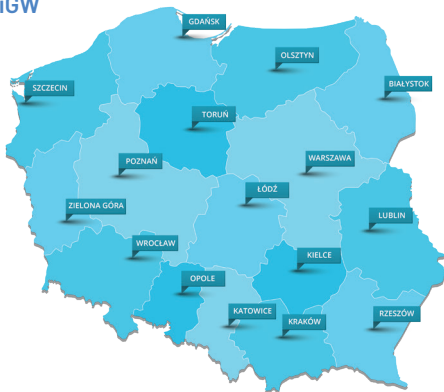 iGW
GDAŃSK
OLSZTYN
SZCZECIN
BIAŁYSTOK
TORUŃ
POZNAŃ
WARSZAWA
ŁÓDŹ
ZIELONA GÓRA
LUBLIN
WROCŁAW
KIELCE
OPOLE
KATOWICE
KRAKÓW
RZESZÓW